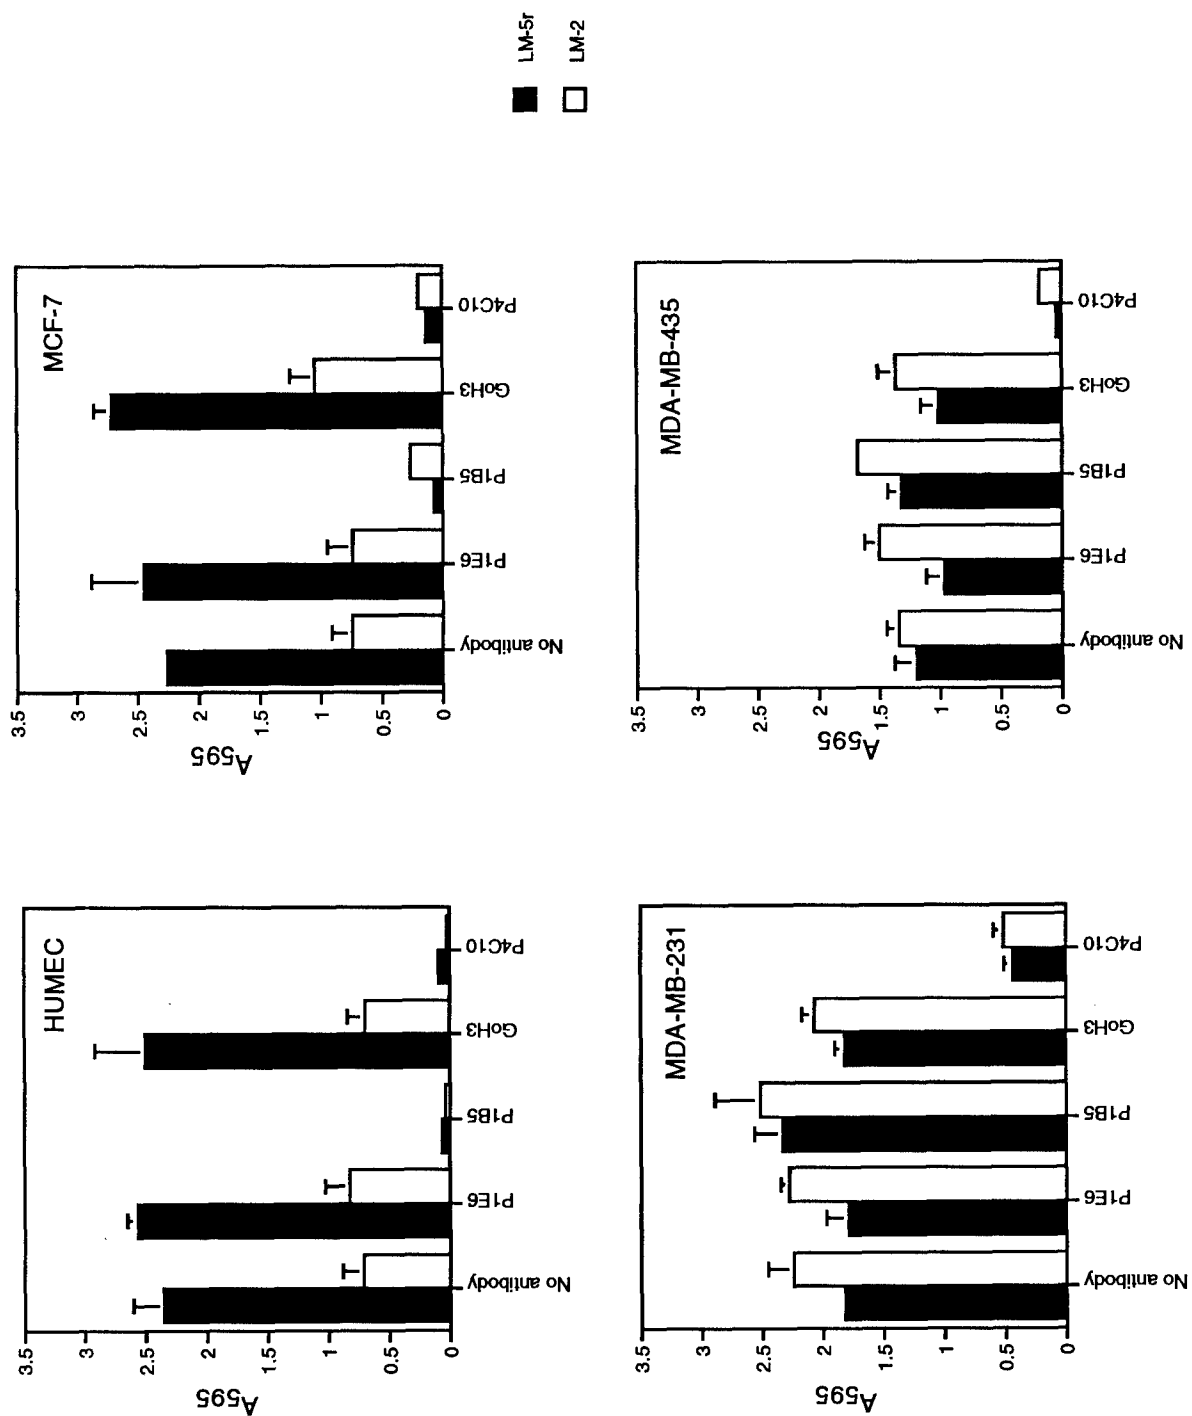 HUMEC
A595
3.5
3
2.5
2
1.5
1
0.5
0
No antibody
P1E6
P1B5
GoH3
P4C10
MCF-7
A595
3.5
3
2.5
2
1.5
1
0.5
0
No antibody
P1E6
P1B5
GoH3
P4C10
LM-5r
LM-2
MDA-MB-231
A595
3.5
3
2.5
2
1.5
1
0.5
0
No antibody
P1E6
P1B5
GoH3
P4C10
MDA-MB-435
A595
3.5
3
2.5
2
1.5
1
0.5
0
No antibody
P1E6
P1B5
GoH3
P4C10